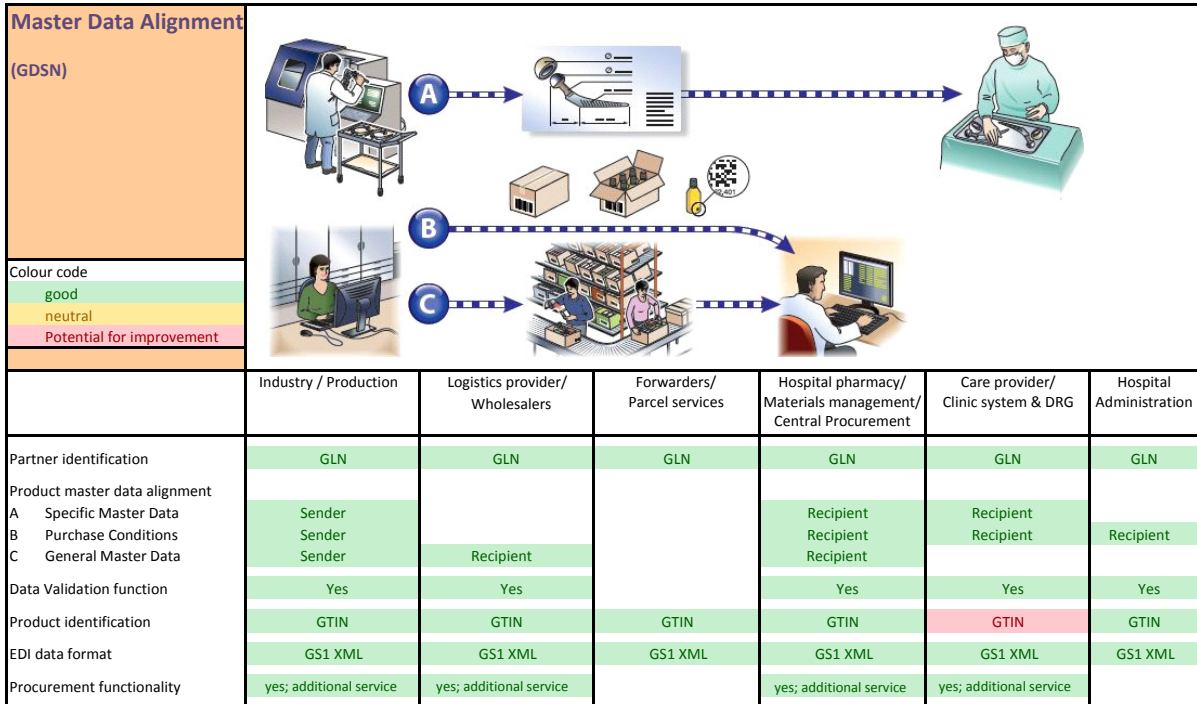 Master Data Alignment
(GDSN)
A
B
C
2,401
Colour code
good
neutral
Potential for improvement
Industry / Production
Logistics provider/
Wholesalers
Forwarders/
Parcel services
Hospital pharmacy/
Materials management/
Central Procurement
Care provider/
Clinic system & DRG
Hospital
Administration
Partner identification GLN GLN GLN GLN GLN GLN
Product master data alignment
A Specific Master Data Sender Recipient Recipient
B Purchase Conditions Sender Recipient Recipient Recipient
C General Master Data Sender Recipient Recipient
Data Validation function Yes Yes Yes Yes Yes
Product identification GTIN GTIN GTIN GTIN GTIN GTIN
EDI data format GS1 XML GS1 XML GS1 XML GS1 XML GS1 XML GS1 XML
Procurement functionality yes; additional service yes; additional service yes; additional service yes; additional service